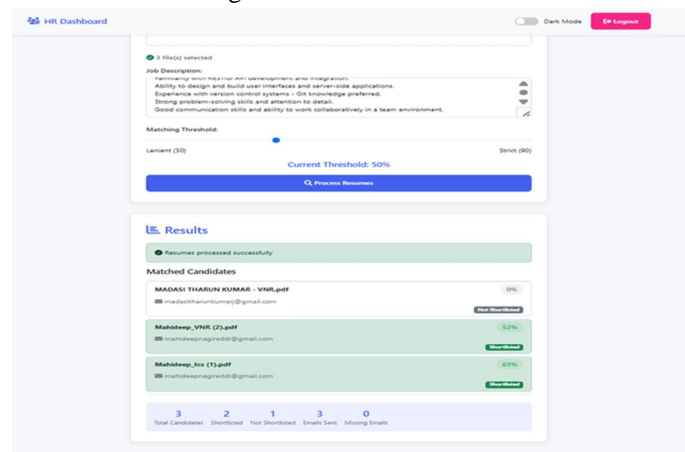 HR Dashboard
Dark Mode
Logout
3 file(s) selected
Job Description:
Familiarity with RESTful API development and integration.
Ability to design and build user interfaces and server-side applications.
Experience with version control systems - Git knowledge preferred.
Strong problem-solving skills and attention to detail.
Good communication skills and ability to work collaboratively in a team environment.
Matching Threshold:
Lenient (30)
Strict (90)
Current Threshold: 50%
Process Resumes
Results
Resumes processed successfully
Matched Candidates
MADASI THARUN KUMAR - VNR.pdf
0%
madasitharunkumarj@gmail.com
Not Shortlisted
Mahideep_VNR (2).pdf
52%
mahideepnagireddi@gmail.com
Shortlisted
Mahideep_tcs (1).pdf
63%
mahideepnagireddi@gmail.com
Shortlisted
3 2 1 3 0
Total Candidates Shortlisted Not Shortlisted Emails Sent Missing Emails